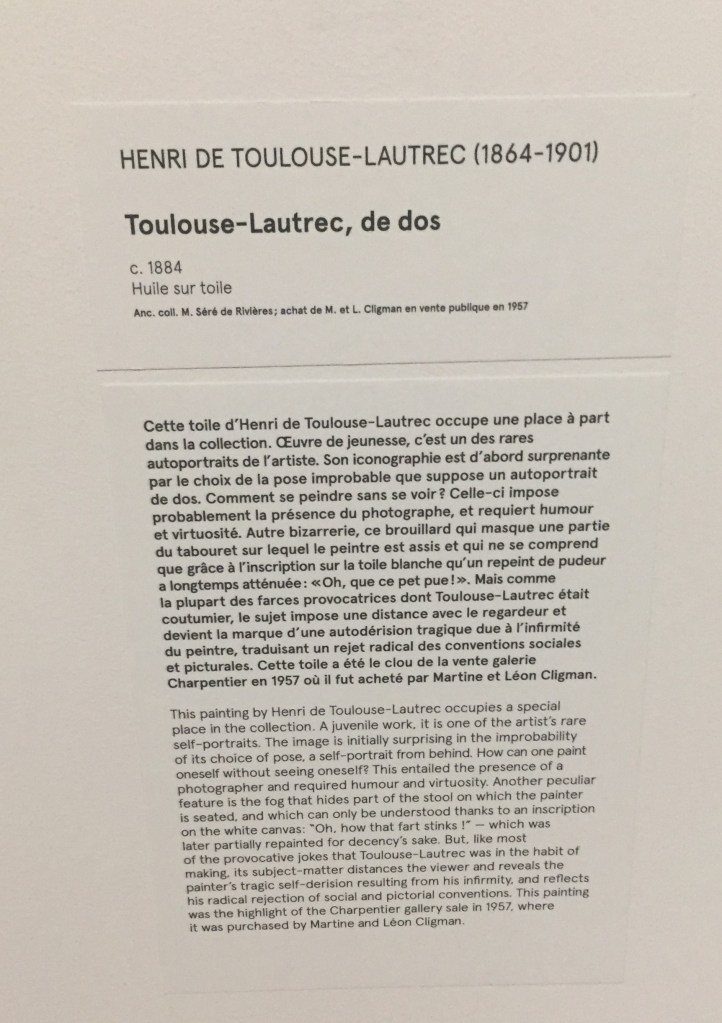 HENRI DE TOULOUSE-LAUTREC (1864-1901)
Toulouse-Lautrec, de dos
c. 1884
Huile sur toile
Anc. coll. M. Séré de Rivières; achat de M. et L. Cligman en vente publique en 1957
Cette toile d'Henri de Toulouse-Lautrec occupe une place à part
dans la collection. Œuvre de jeunesse, c'est un des rares
autoportraits de l'artiste. Son iconographie est d'abord surprenante
par le choix de la pose improbable que suppose un autoportrait
de dos. Comment se peindre sans se voir? Celle-ci impose
probablement la présence du photographe, et requiert humour
et virtuosité. Autre bizarrerie, ce brouillard qui masque une partie
du tabouret sur lequel le peintre est assis et qui ne se comprend
que grâce à l'inscription sur la toile blanche qu'un repeint de pudeur
a longtemps atténuée: «Oh, que ce pet pue!». Mais comme
la plupart des farces provocatrices dont Toulouse-Lautrec était
coutumier, le sujet impose une distance avec le regardeur et
devient la marque d'une autodérision tragique due à l'infirmité
du peintre, traduisant un rejet radical des conventions sociales
et picturales. Cette toile a été le clou de la vente galerie
Charpentier en 1957 où il fut acheté par Martine et Léon Cligman.
This painting by Henri de Toulouse-Lautrec occupies a special
place in the collection. A juvenile work, it is one of the artist's rare
self-portraits. The image is initially surprising in the improbability
of its choice of pose, a self-portrait from behind. How can one paint
oneself without seeing oneself? This entailed the presence of a
photographer and required humour and virtuosity. Another peculiar
feature is the fog that hides part of the stool on which the painter
is seated, and which can only be understood thanks to an inscription
on the white canvas: "Oh, how that fart stinks !" — which was
later partially repainted for decency's sake. But, like most
of the provocative jokes that Toulouse-Lautrec was in the habit of
making, its subject-matter distances the viewer and reveals the
painter's tragic self-derision resulting from his infirmity, and reflects
his radical rejection of social and pictorial conventions. This painting
was the highlight of the Charpentier gallery sale in 1957, where
it was purchased by Martine and Léon Cligman.